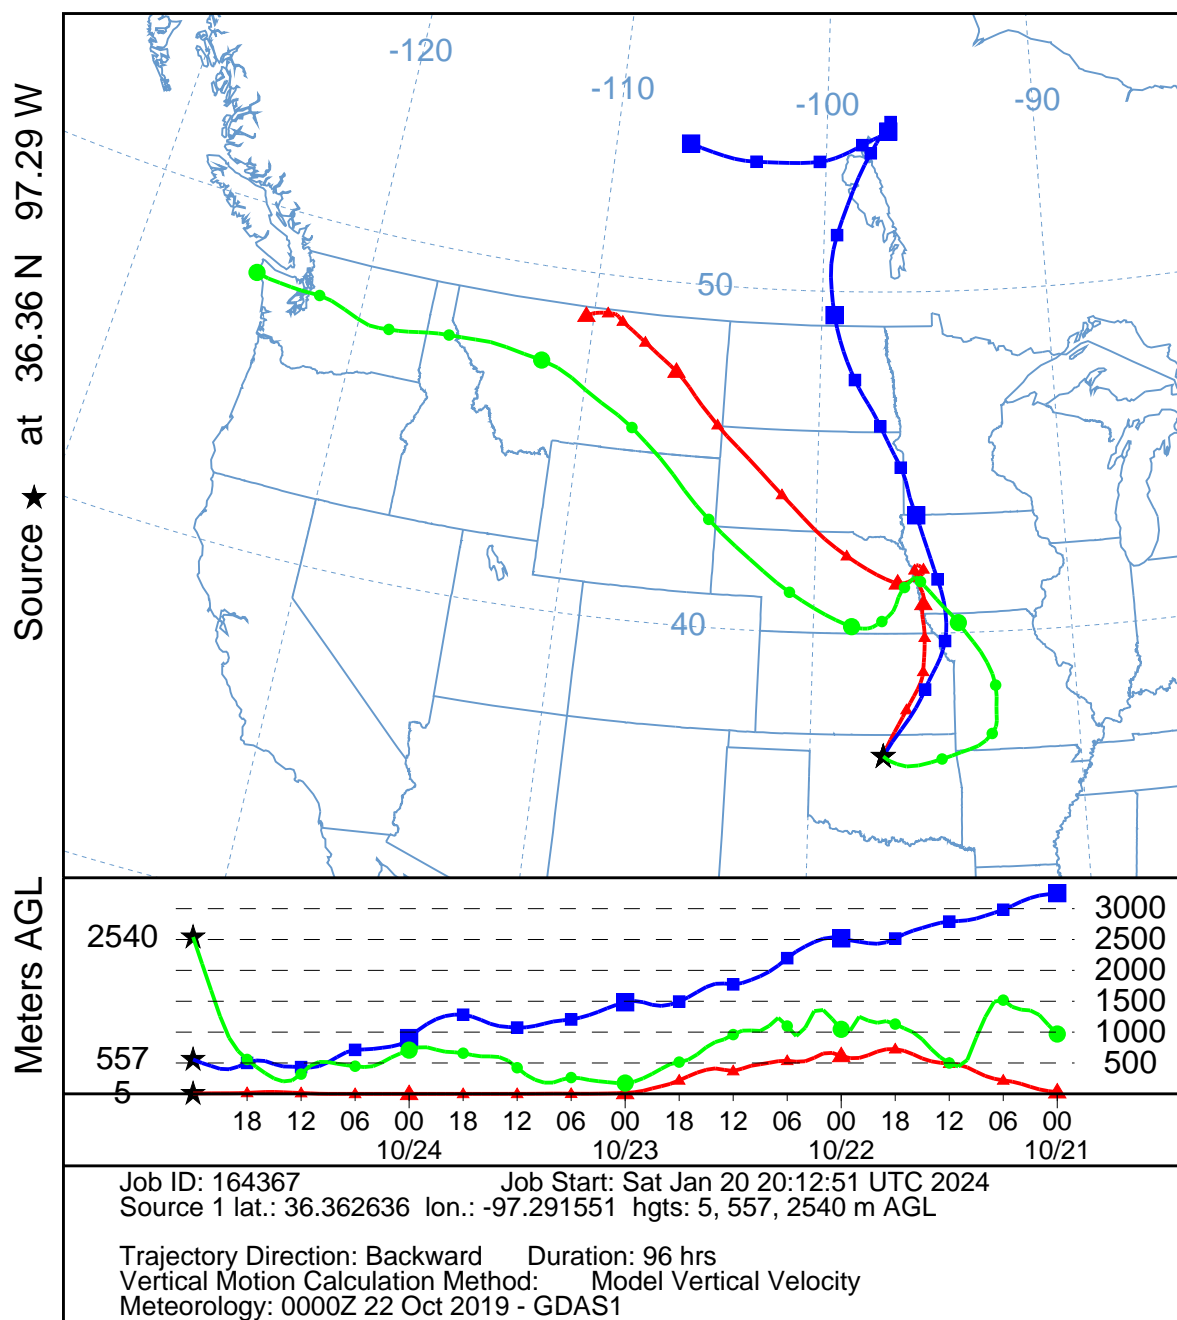 Source ★ at 36.36 N 97.29 W
-120
-110
-100
-90
50
40
Meters AGL
2540
557
5
3000
2500
2000
1500
1000
500
18 12 06 00 18 12 06 00 18 12 06 00 18 12 06 00
10/24 10/23 10/22 10/21
Job ID: 164367 Job Start: Sat Jan 20 20:12:51 UTC 2024
Source 1 lat.: 36.362636 lon.: -97.291551 hgts: 5, 557, 2540 m AGL
Trajectory Direction: Backward Duration: 96 hrs
Vertical Motion Calculation Method: Model Vertical Velocity
Meteorology: 0000Z 22 Oct 2019 - GDAS1